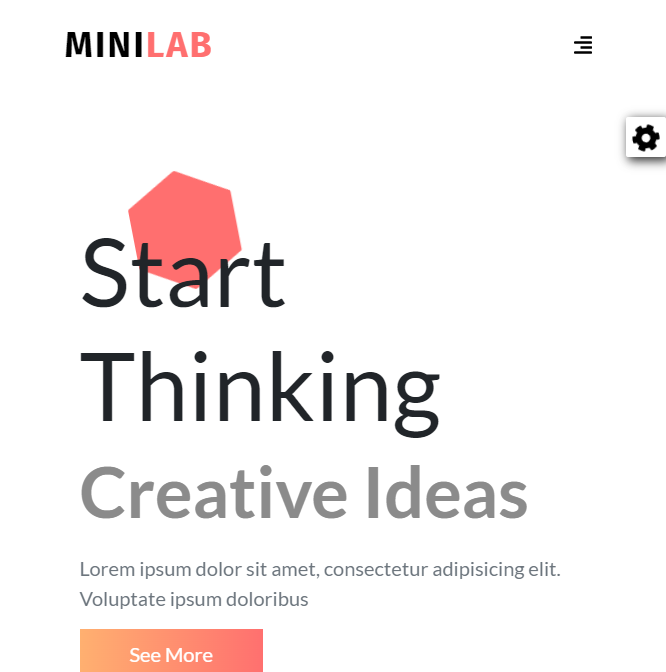 MINILAB
Start
Thinking
Creative Ideas
Lorem ipsum dolor sit amet, consectetur adipisicing elit.
Voluptate ipsum doloribus
See More